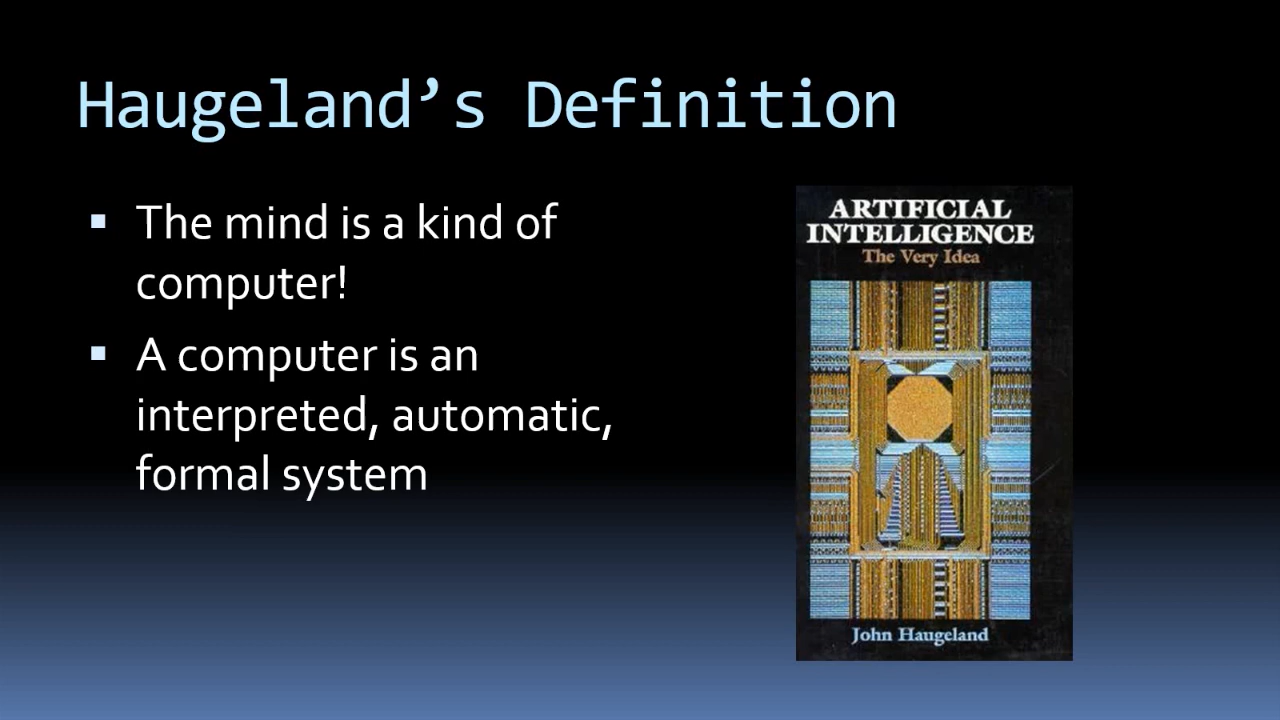 Haugeland’s Definition
The mind is a kind of
computer!
A computer is an
interpreted, automatic,
formal system
ARTIFICIAL
INTELLIGENCE
The Very Idea
John Haugeland